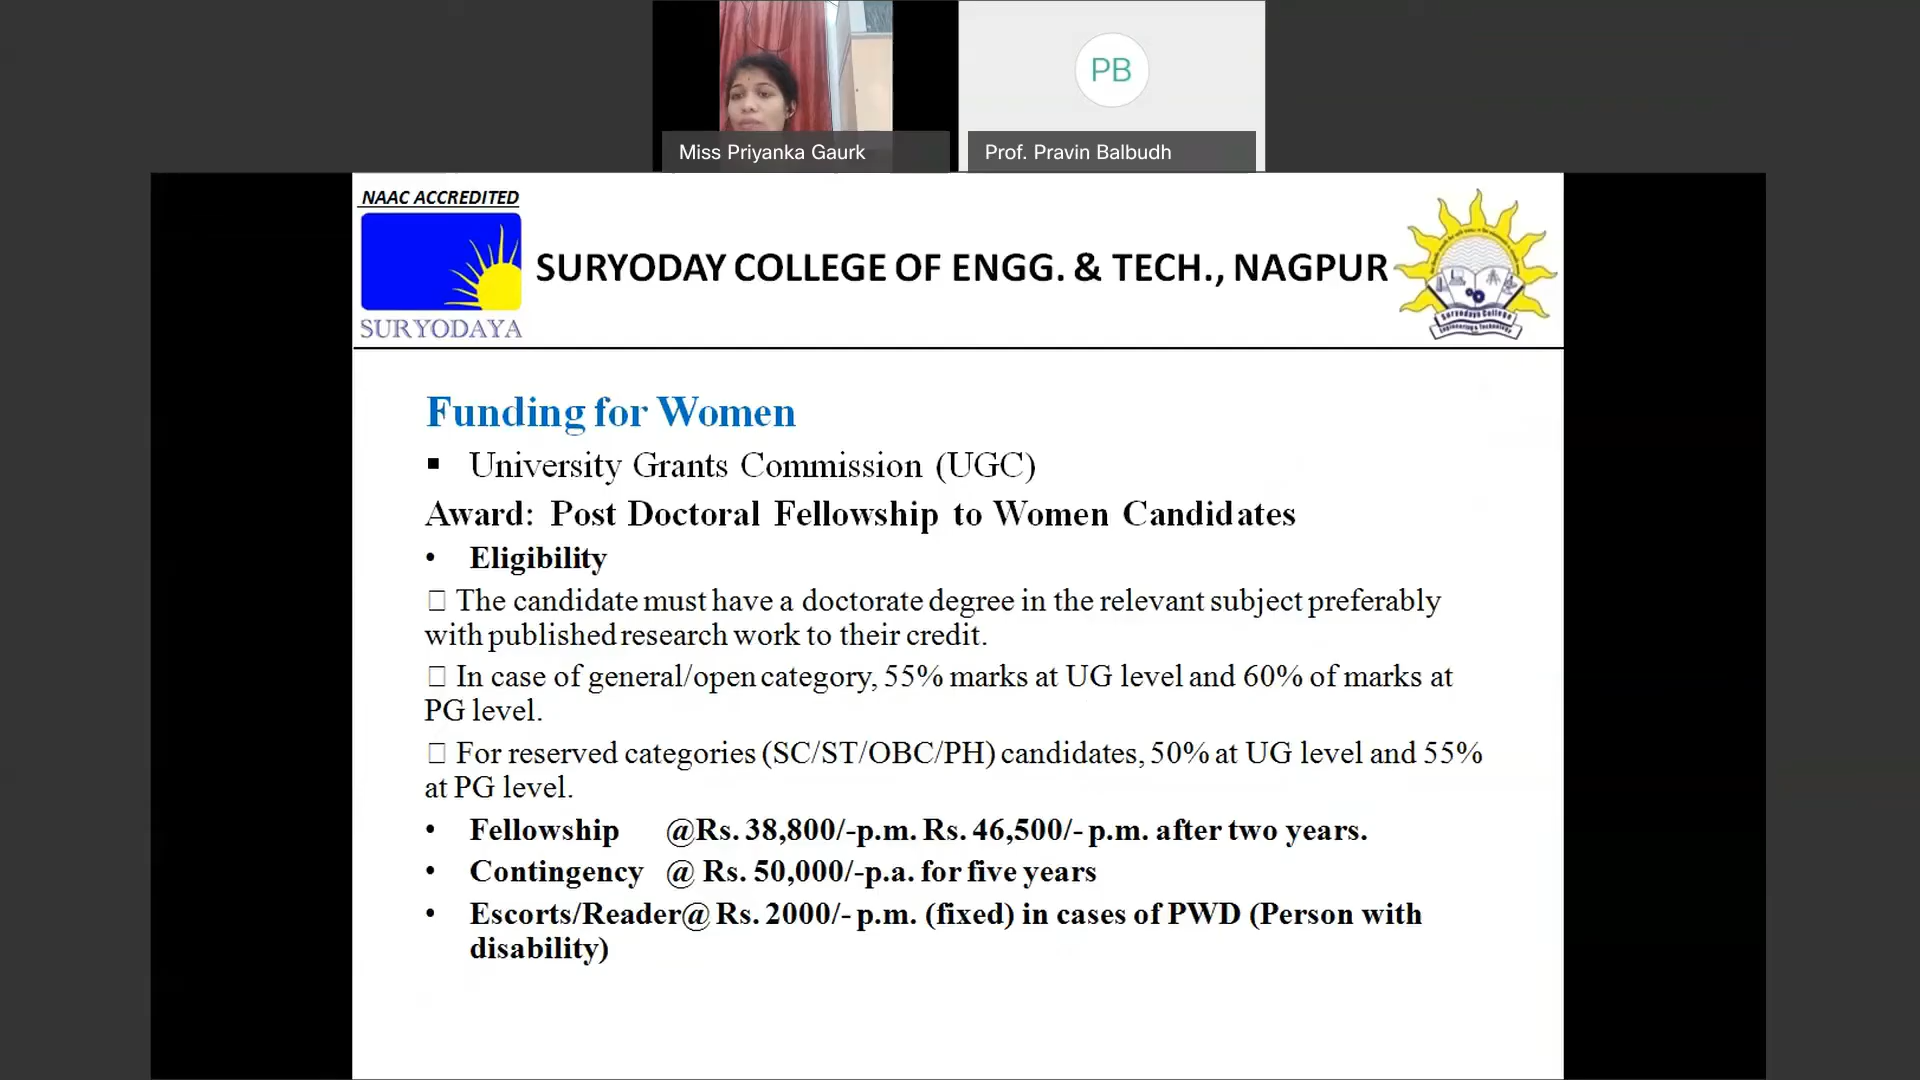 PB
Miss Priyanka Gaurk
Prof. Pravin Balbudh
NAAC ACCREDITED
SURYODAYA
SURYODAY COLLEGE OF ENGG. & TECH., NAGPUR
Suryodaya College
Engineering & Technology
Funding for Women
▪ University Grants Commission (UGC)
Award: Post Doctoral Fellowship to Women Candidates
• Eligibility
□ The candidate must have a doctorate degree in the relevant subject preferably
with published research work to their credit.
□ In case of general/open category, 55% marks at UG level and 60% of marks at
PG level.
□ For reserved categories (SC/ST/OBC/PH) candidates, 50% at UG level and 55%
at PG level.
• Fellowship @Rs. 38,800/-p.m. Rs. 46,500/- p.m. after two years.
• Contingency @ Rs. 50,000/-p.a. for five years
• Escorts/Reader@ Rs. 2000/- p.m. (fixed) in cases of PWD (Person with
disability)